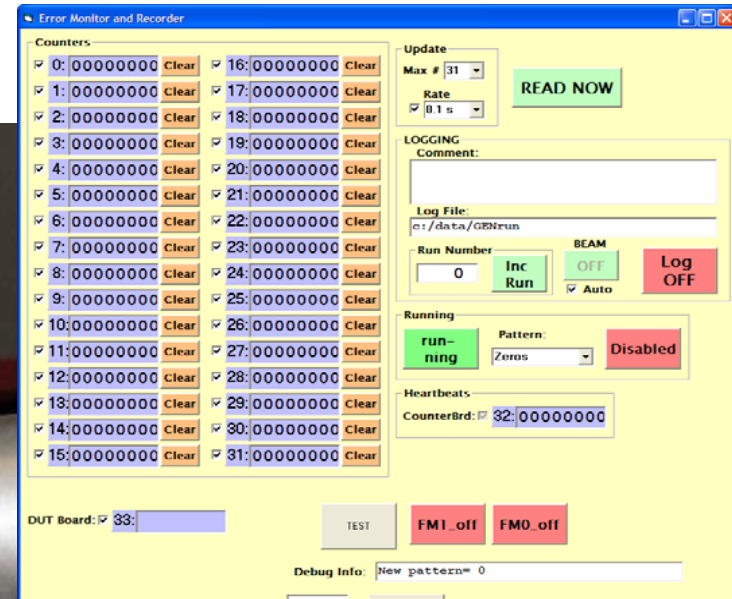 Error Monitor and Recorder
Counters
0: 00000000 Clear 16: 00000000 Clear
1: 00000000 Clear 17: 00000000 Clear
2: 00000000 Clear 18: 00000000 Clear
3: 00000000 Clear 19: 00000000 Clear
4: 00000000 Clear 20: 00000000 Clear
5: 00000000 Clear 21: 00000000 Clear
6: 00000000 Clear 22: 00000000 Clear
7: 00000000 Clear 23: 00000000 Clear
8: 00000000 Clear 24: 00000000 Clear
9: 00000000 Clear 25: 00000000 Clear
10: 00000000 Clear 26: 00000000 Clear
11: 00000000 Clear 27: 00000000 Clear
12: 00000000 Clear 28: 00000000 Clear
13: 00000000 Clear 29: 00000000 Clear
14: 00000000 Clear 30: 00000000 Clear
15: 00000000 Clear 31: 00000000 Clear
Update
Max # 31
Rate
0.1 s
READ NOW
LOGGING
Comment:
Log File:
c:/data/GENrun
Run Number
0
Inc
Run
BEAM
OFF
Auto
Log
OFF
Running
run-
ning
Pattern:
Zeros
Disabled
Heartbeats
CounterBrd: 32: 00000000
DUT Board: 33:
TEST
FM1_off
FM0_off
Debug Info: New pattern= 0